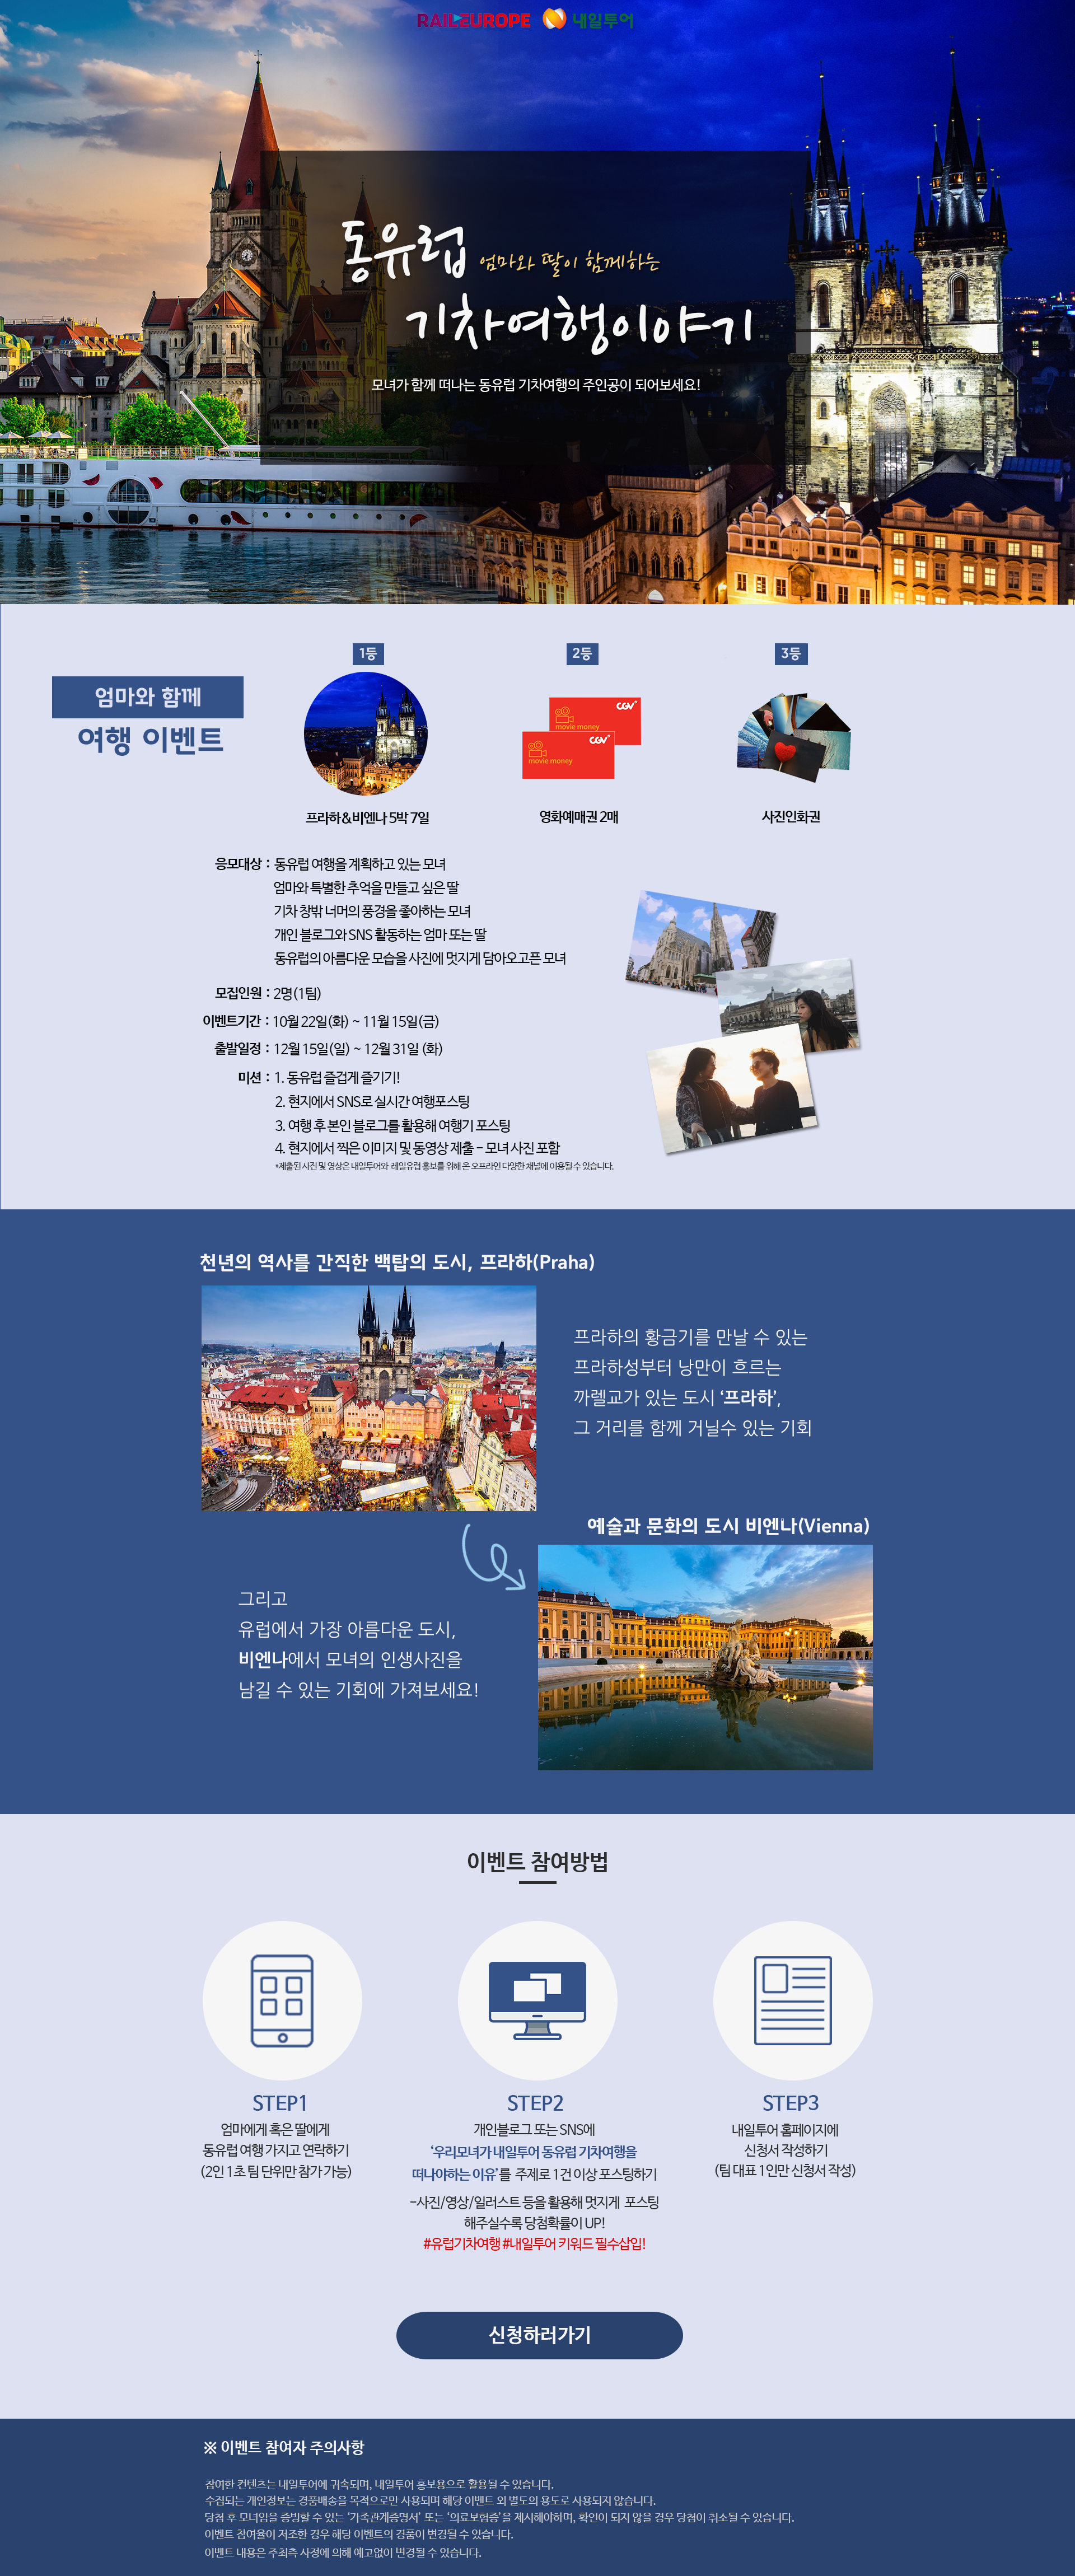 RAILEUROPE 내일투어
동유럽 엄마와 딸이 함께하는
기차여행이야기
모녀가 함께 떠나는 동유럽 기차여행의 주인공이 되어보세요!
엄마와 함께
여행 이벤트
1등
프라하&비엔나 5박 7일
2등
CGV
movie money
CGV
movie money
영화예매권 2매
3등
사진인화권
응모대상 : 동유럽 여행을 계획하고 있는 모녀
엄마와 특별한 추억을 만들고 싶은 딸
기차 창밖 너머의 풍경을 좋아하는 모녀
개인 블로그와 SNS 활동하는 엄마 또는 딸
동유럽의 아름다운 모습을 사진에 멋지게 담아오고픈 모녀
모집인원 : 2명(1팀)
이벤트기간 : 10월 22일(화) ~ 11월 15일(금)
출발일정 : 12월 15일(일) ~ 12월 31일 (화)
미션 : 1. 동유럽 즐겁게 즐기기!
2. 현지에서 SNS로 실시간 여행포스팅
3. 여행 후 본인 블로그를 활용해 여행기 포스팅
4. 현지에서 찍은 이미지 및 동영상 제출 - 모녀 사진 포함
*제출된 사진 및 영상은 내일투어와 레일유럽 홍보를 위해 온 오프라인 다양한 채널에 이용될 수 있습니다.
천년의 역사를 간직한 백탑의 도시, 프라하(Praha)
프라하의 황금기를 만날 수 있는
프라하성부터 낭만이 흐르는
까렐교가 있는 도시 ‘프라하’,
그 거리를 함께 거닐수 있는 기회
예술과 문화의 도시 비엔나(Vienna)
그리고
유럽에서 가장 아름다운 도시,
비엔나에서 모녀의 인생사진을
남길 수 있는 기회에 가져보세요!
이벤트 참여방법
STEP1
엄마에게 혹은 딸에게
동유럽 여행 가지고 연락하기
(2인 1초 팀 단위만 참가 가능)
STEP2
개인블로그 또는 SNS에
‘우리모녀가 내일투어 동유럽 기차여행을
떠나야하는 이유’를 주제로 1건 이상 포스팅하기
-사진/영상/일러스트 등을 활용해 멋지게 포스팅
해주실수록 당첨확률이 UP!
#유럽기차여행 #내일투어 키워드 필수삽입!
STEP3
내일투어 홈페이지에
신청서 작성하기
(팀 대표 1인만 신청서 작성)
신청하러가기
※ 이벤트 참여자 주의사항
참여한 컨텐츠는 내일투어에 귀속되며, 내일투어 홍보용으로 활용될 수 있습니다.
수집되는 개인정보는 경품배송을 목적으로만 사용되며 해당 이벤트 외 별도의 용도로 사용되지 않습니다.
당첨 후 모녀임을 증빙할 수 있는 ‘가족관계증명서’ 또는 ‘의료보험증’을 제시해야하며, 확인이 되지 않을 경우 당첨이 취소될 수 있습니다.
이벤트 참여율이 저조한 경우 해당 이벤트의 경품이 변경될 수 있습니다.
이벤트 내용은 주최측 사정에 의해 예고없이 변경될 수 있습니다.